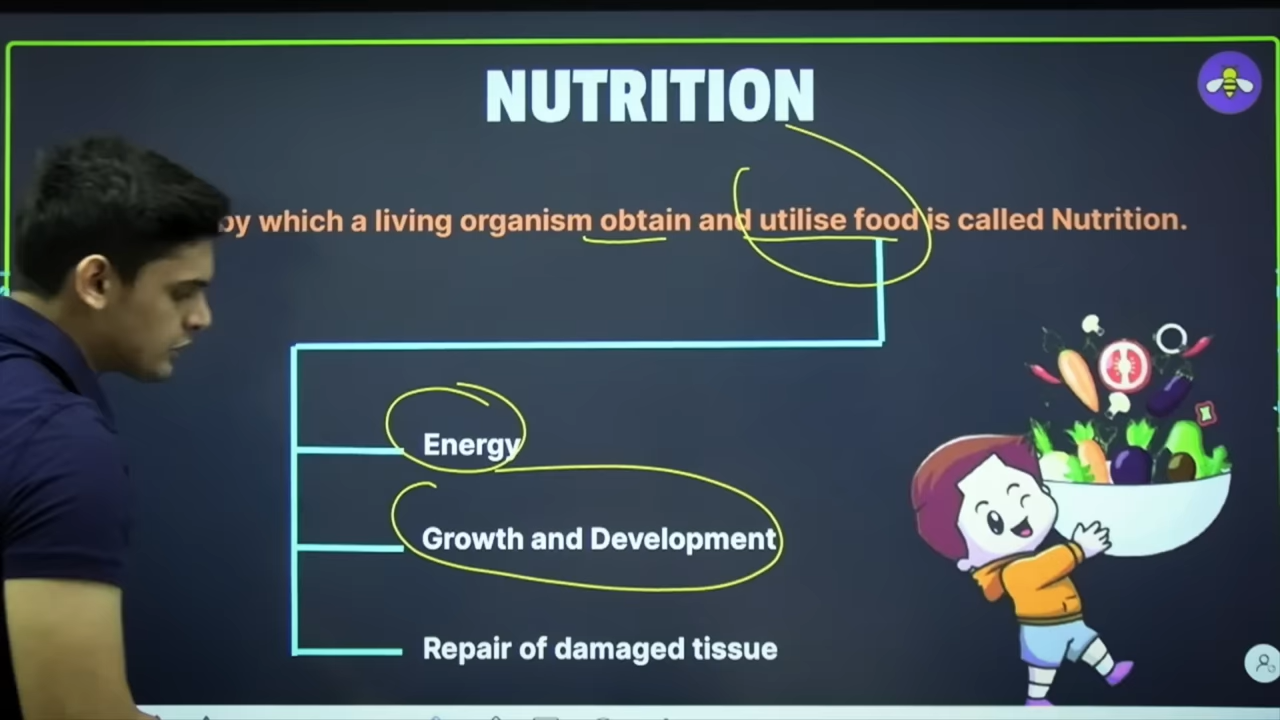 NUTRITION
by which a living organism obtain and utilise food is called Nutrition.
Energy
Growth and Development
Repair of damaged tissue